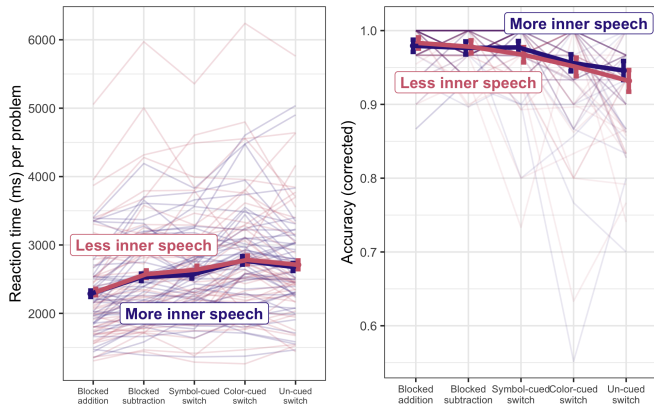 Reaction time (ms) per problem
6000
5000
4000
3000
2000
Less inner speech
More inner speech
Blocked addition
Blocked subtraction
Symbol-cued switch
Color-cued switch
Un-cued switch
Accuracy (corrected)
1.0
0.9
0.8
0.7
0.6
More inner speech
Less inner speech
Blocked addition
Blocked subtraction
Symbol-cued switch
Color-cued switch
Un-cued switch